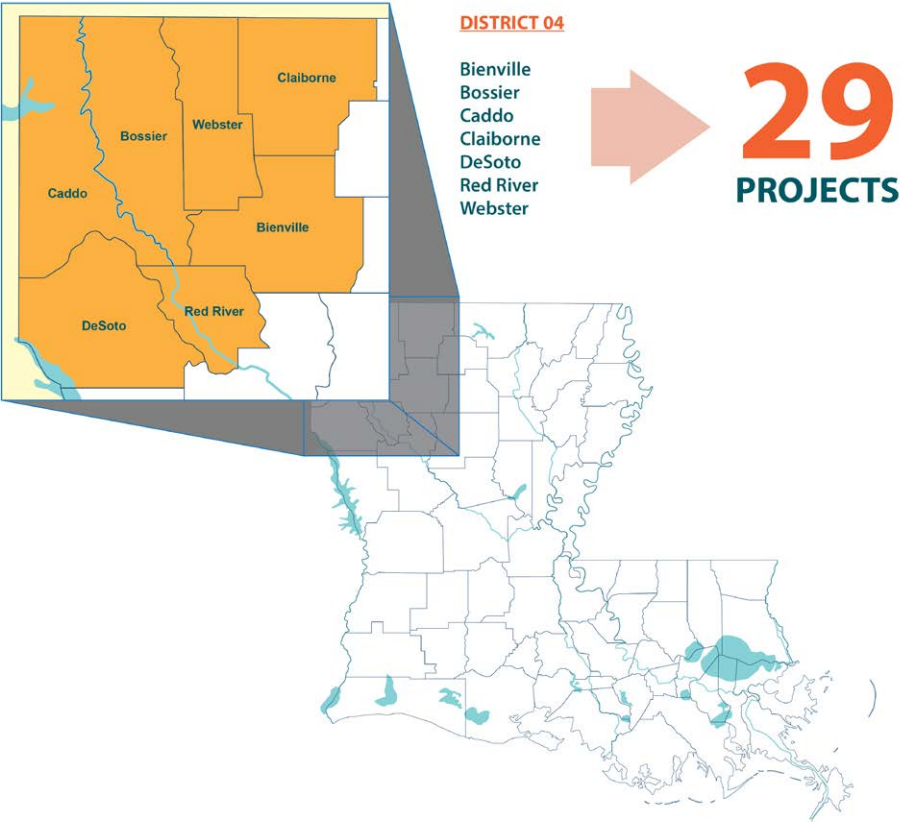 DISTRICT 04
Bienville
Bossier
Caddo
Claiborne
DeSoto
Red River
Webster
29
PROJECTS
Claiborne
Webster
Bossier
Caddo
Bienville
Red River
DeSoto